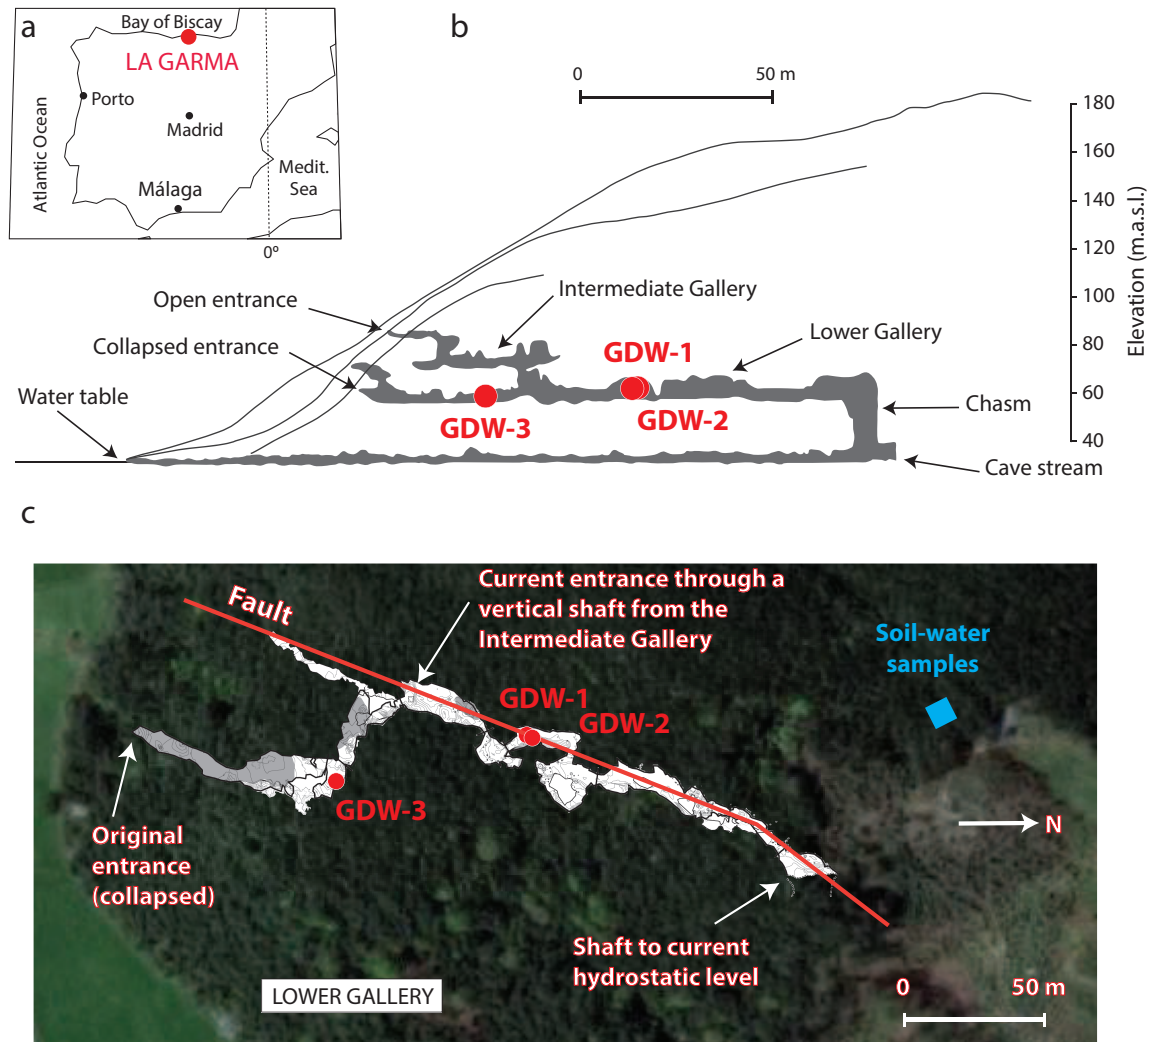 a
Bay of Biscay
LA GARMA
Porto
Madrid
Atlantic Ocean
Medit.
Sea
Málaga
0º
b
0
50 m
180
160
140
120
100
80
60
40
Elevation (m.a.s.l.)
Open entrance
Intermediate Gallery
Collapsed entrance
Lower Gallery
GDW-1
Water table
GDW-3
GDW-2
Chasm
Cave stream
c
Fault
Current entrance through a
vertical shaft from the
Intermediate Gallery
Soil-water
samples
GDW-1
GDW-2
GDW-3
N
Original
entrance
(collapsed)
Shaft to current
hydrostatic level
LOWER GALLERY
0
50 m